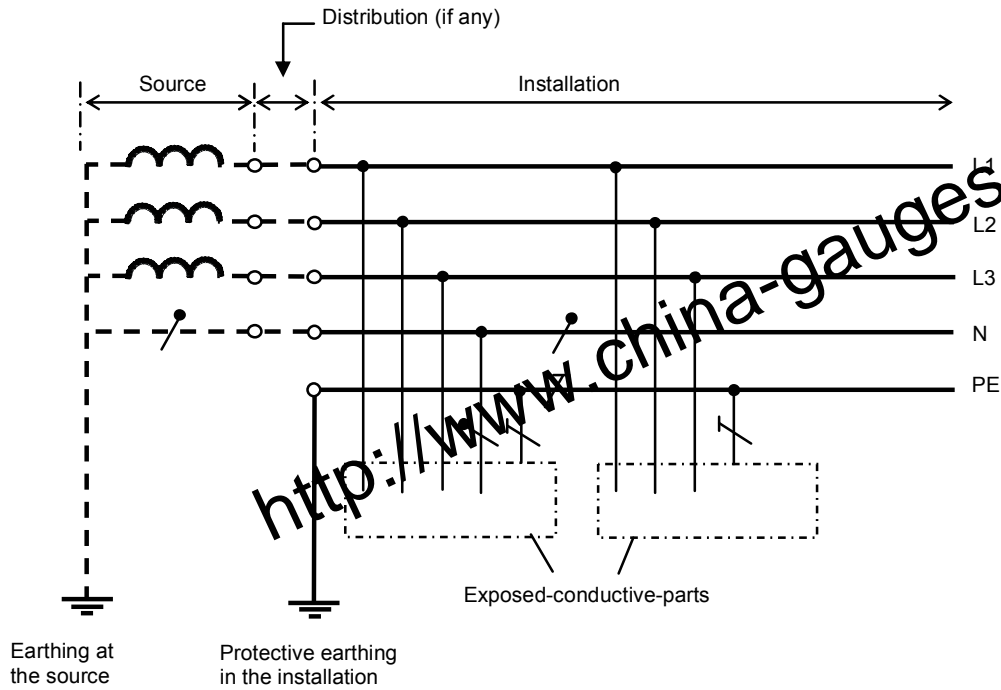 Distribution (if any)
Source
Installation
L1
L2
L3
N
PE
http://www.china-gauges
Exposed-conductive-parts
Earthing at
the source
Protective earthing
in the installation